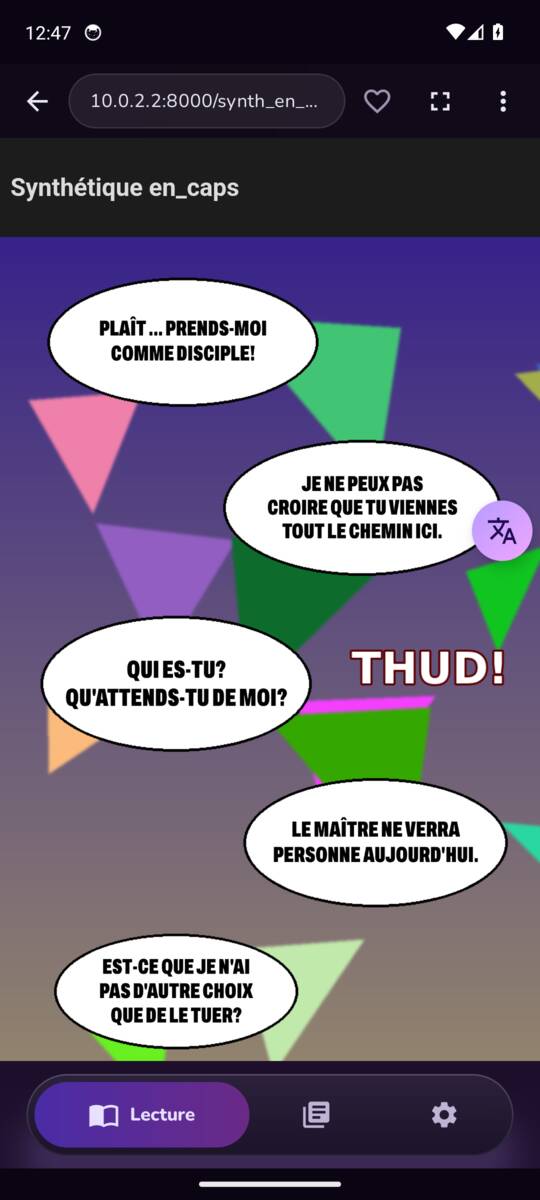 12:47
10.0.2.2:8000/synth_en_...
Synthétique en_caps
PLAÎT... PRENDS-MOI
COMME DISCIPLE!
JE NE PEUX PAS
CROIRE QUE TU VIENNES
TOUT LE CHEMIN ICI.
QUI ES-TU?
QU'ATTENDS-TU DE MOI?
THUD!
LE MAÎTRE NE VERRA
PERSONNE AUJOURD'HUI.
EST-CE QUE JE N'AI
PAS D'AUTRE CHOIX
QUE DE LE TUER?
Lecture